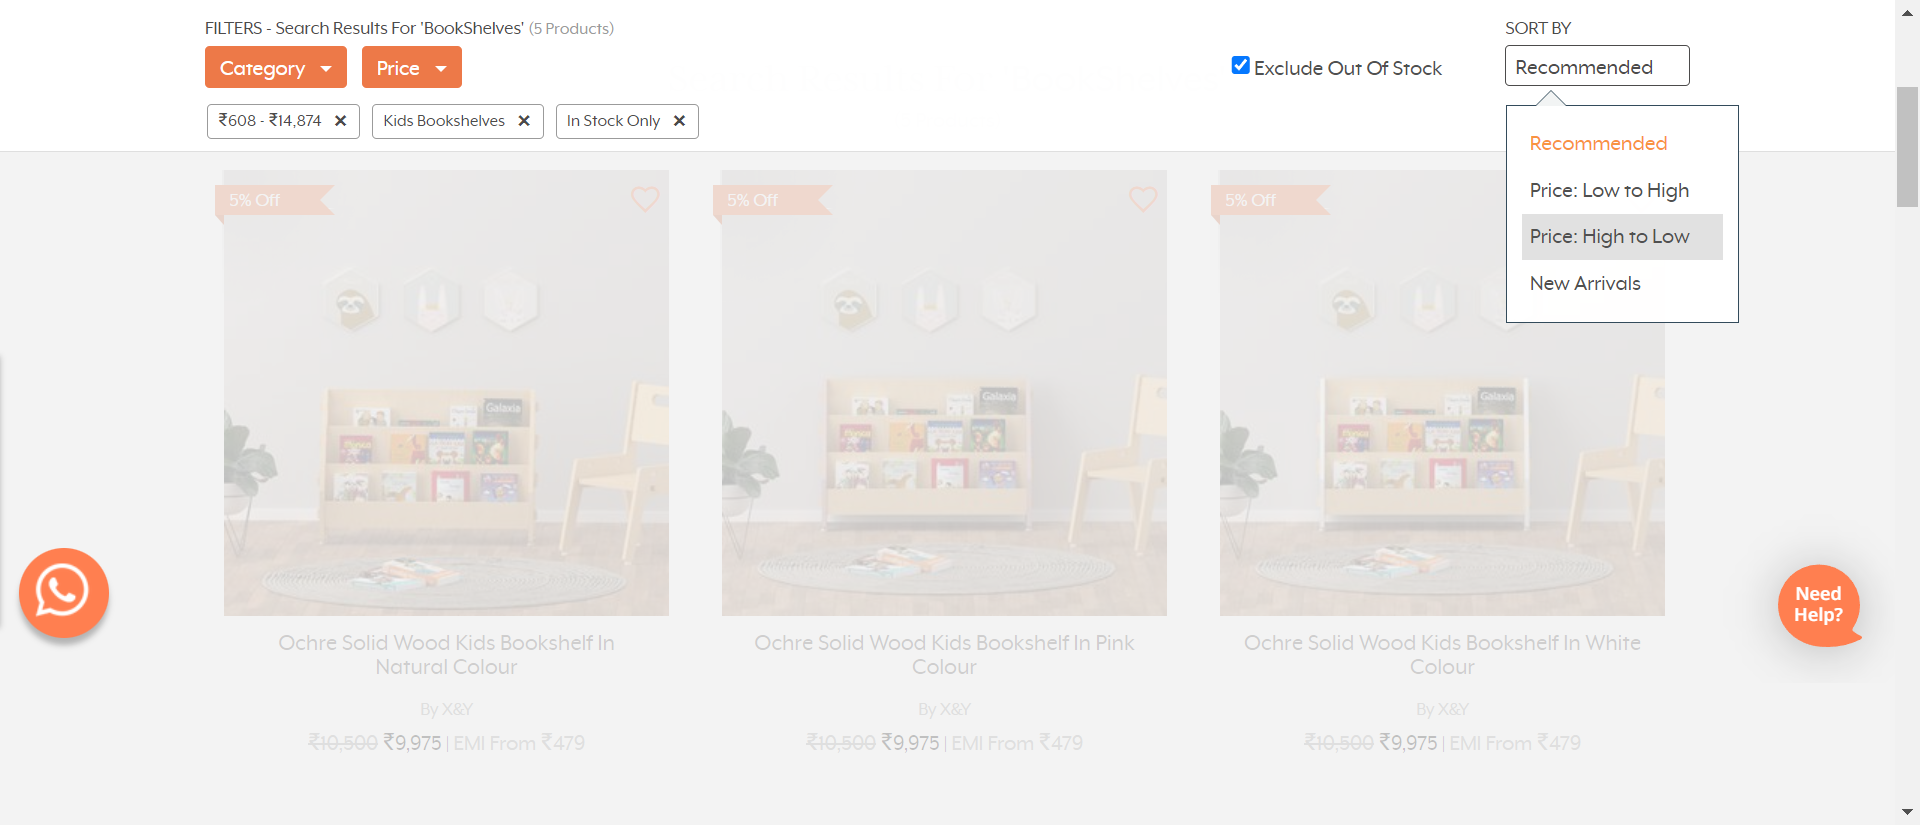 FILTERS - Search Results For 'BookShelves' (5 Products)
SORT BY
Category
Price
Exclude Out Of Stock
Recommended
₹608 - ₹14,874 ✕
Kids Bookshelves ✕
In Stock Only ✕
Recommended
Price: Low to High
Price: High to Low
New Arrivals
5% Off
5% Off
5% Off
Galaxia
Galaxia
Galaxia
Need
Help?
Ochre Solid Wood Kids Bookshelf In
Natural Colour
By X&Y
₹10,500 ₹9,975 | EMI From ₹479
Ochre Solid Wood Kids Bookshelf In Pink
Colour
By X&Y
₹10,500 ₹9,975 | EMI From ₹479
Ochre Solid Wood Kids Bookshelf In White
Colour
By X&Y
₹10,500 ₹9,975 | EMI From ₹479